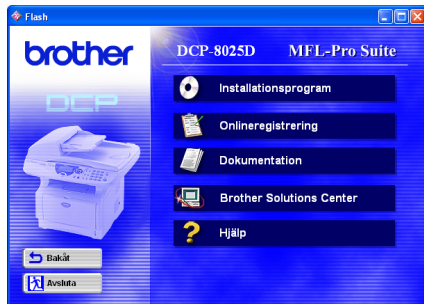 Flash
brother
DCP-8025D MFL-Pro Suite
DCP
Installationsprogram
Onlineregistrering
Dokumentation
Brother Solutions Center
Hjälp
Bakåt
Avsluta